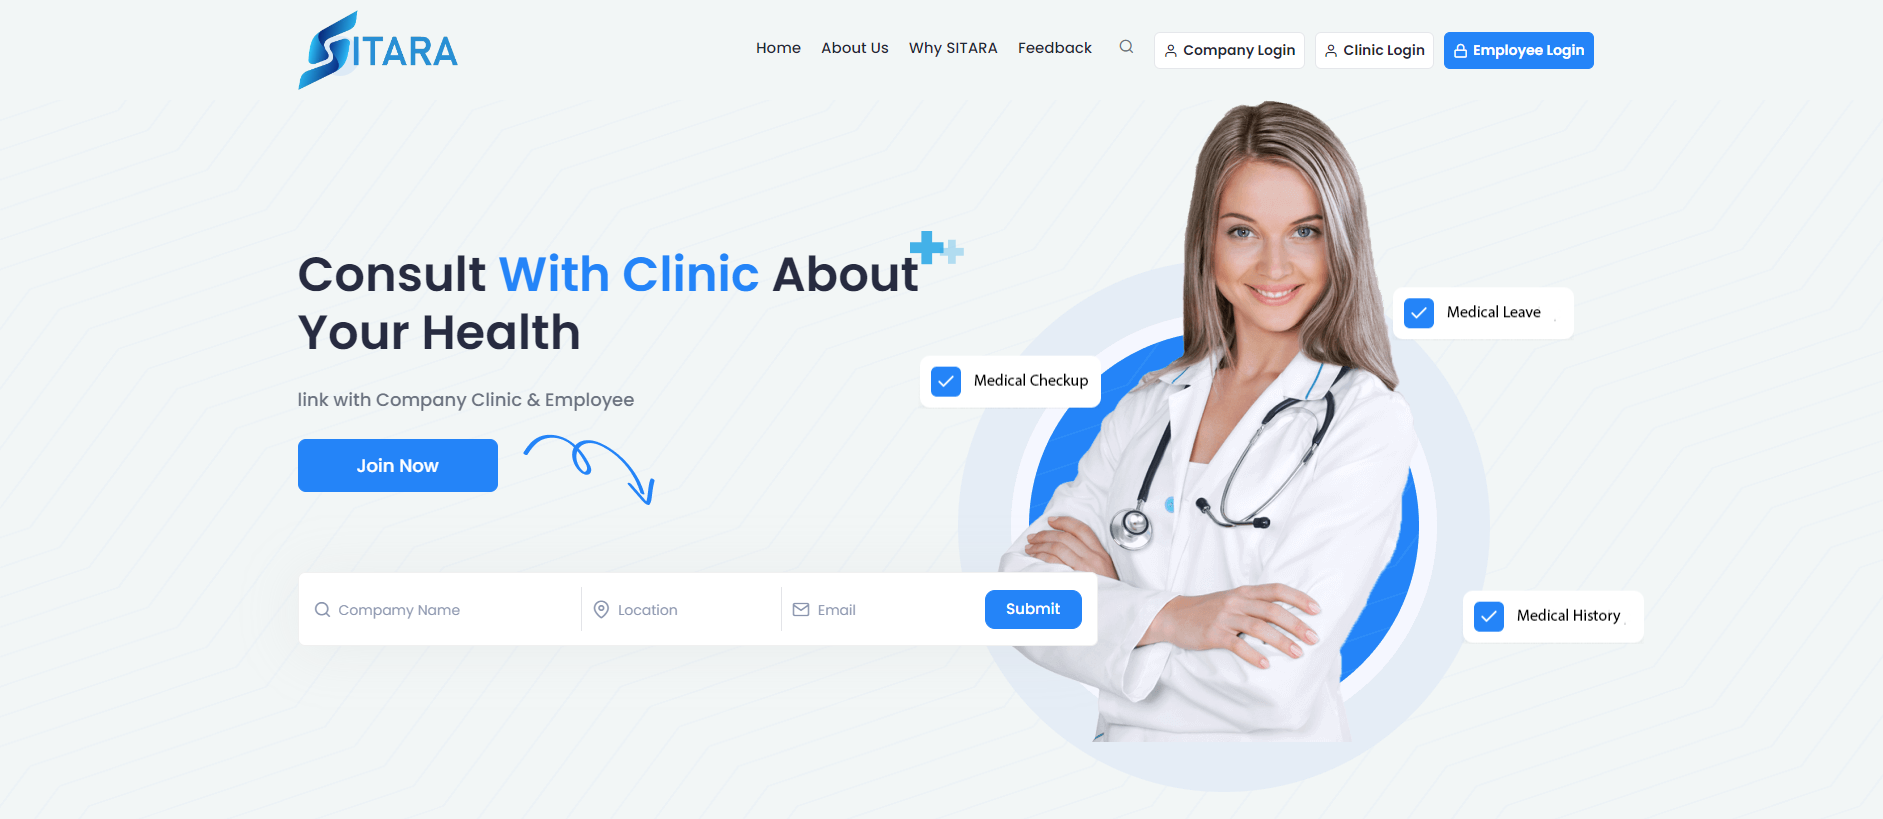 SITARA
Home About Us Why SITARA Feedback Company Login Clinic Login Employee Login
Consult With Clinic About
Your Health
link with Company Clinic & Employee
Join Now
Medical Leave
Medical Checkup
Compamy Name Location Email Submit
Medical History